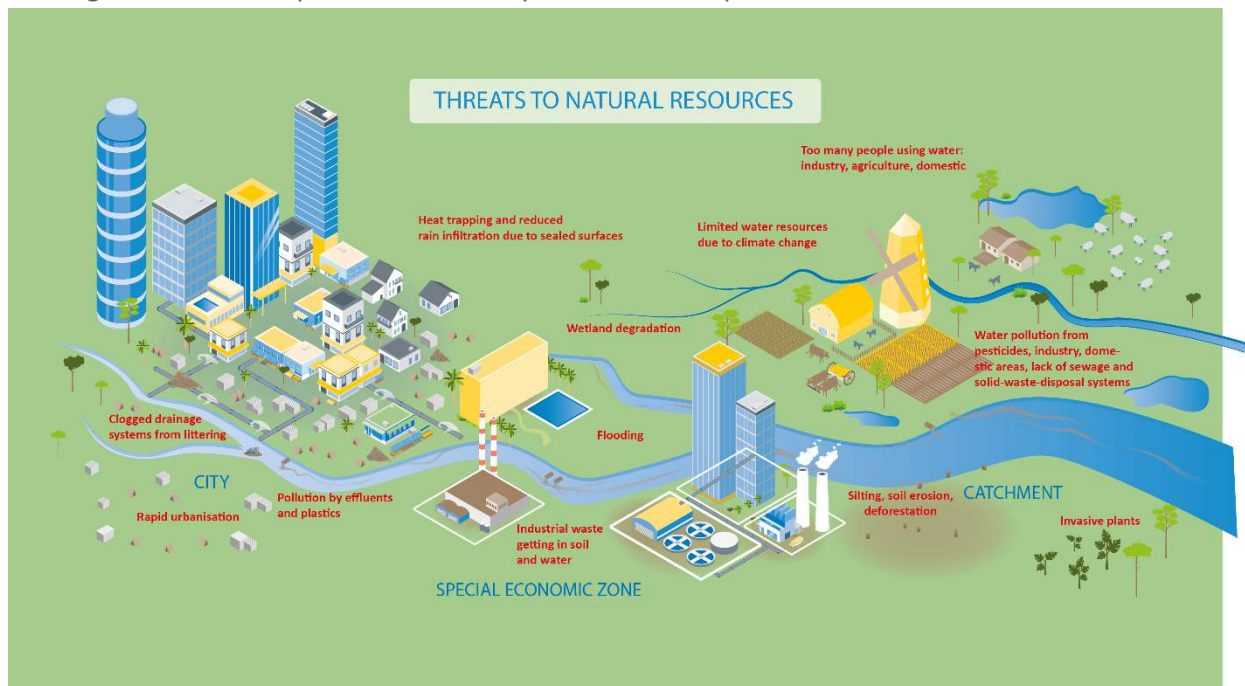 THREATS TO NATURAL RESOURCES
Too many people using water:
industry, agriculture, domestic
Heat trapping and reduced
rain infiltration due to sealed surfaces
Limited water resources
due to climate change
Wetland degradation
Water pollution from
pesticides, industry, dome-
stic areas, lack of sewage and
solid-waste-disposal systems
Clogged drainage
systems from littering
Flooding
CITY
Pollution by effluents
and plastics
Rapid urbanisation
Silting, soil erosion,
deforestation
CATCHMENT
Invasive plants
Industrial waste
getting in soil
and water
SPECIAL ECONOMIC ZONE